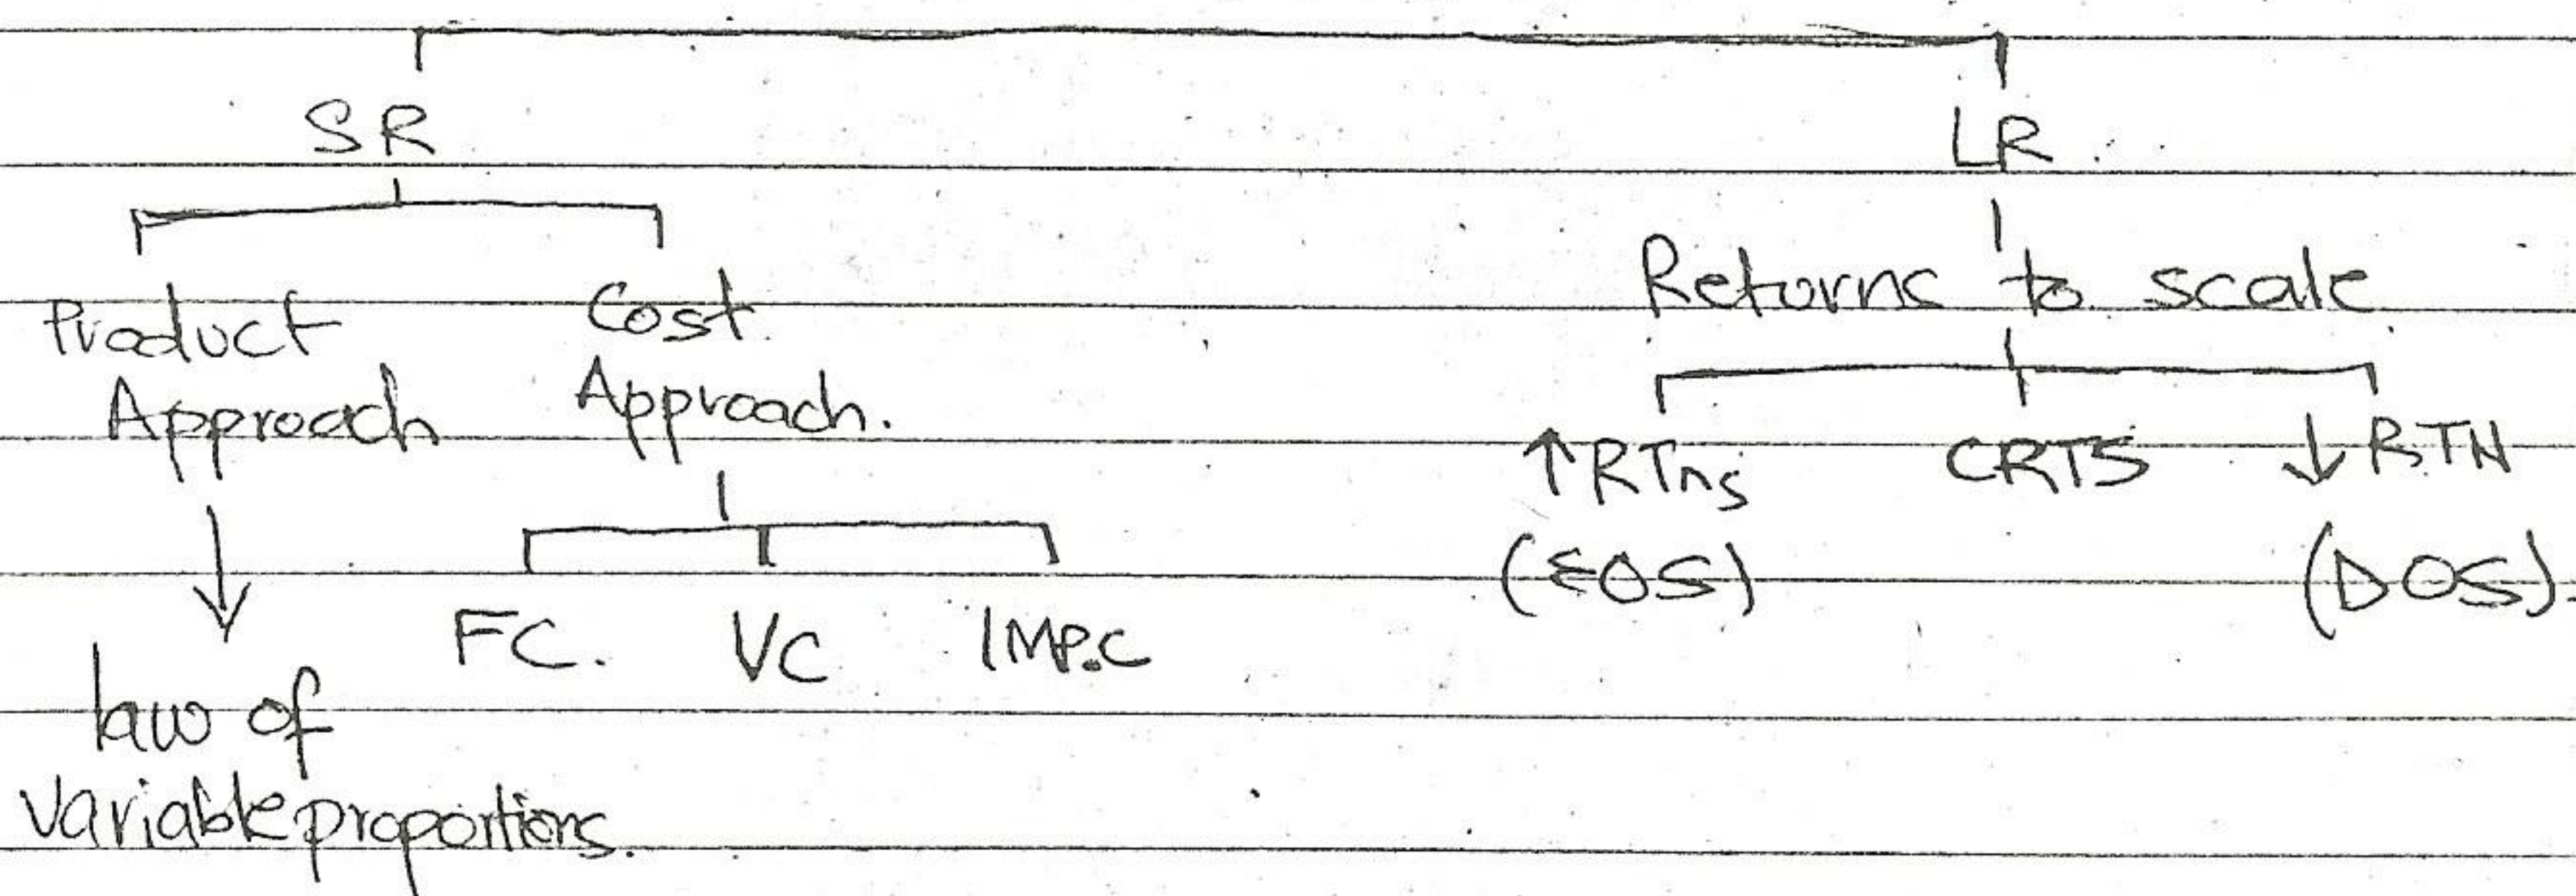 SR
LR
Product
Approach
Cost
Approach.
law of
variable proportions.
FC.
VC
IMP.C
Returns to scale
↑RTns
(EOS)
CRTS
↓RTN
(DOS).